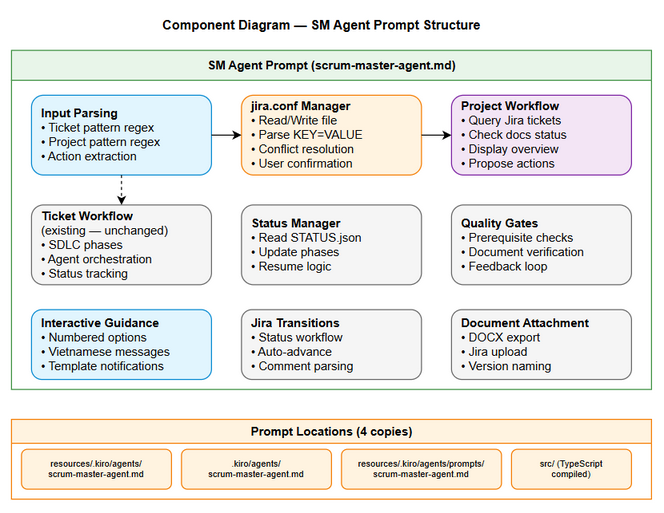 Component Diagram — SM Agent Prompt Structure
SM Agent Prompt (scrum-master-agent.md)
Input Parsing
• Ticket pattern regex
• Project pattern regex
• Action extraction
jira.conf Manager
• Read/Write file
• Parse KEY=VALUE
• Conflict resolution
• User confirmation
Project Workflow
• Query Jira tickets
• Check docs status
• Display overview
• Propose actions
Ticket Workflow
(existing — unchanged)
• SDLC phases
• Agent orchestration
• Status tracking
Status Manager
• Read STATUS.json
• Update phases
• Resume logic
Quality Gates
• Prerequisite checks
• Document verification
• Feedback loop
Interactive Guidance
• Numbered options
• Vietnamese messages
• Template notifications
Jira Transitions
• Status workflow
• Auto-advance
• Comment parsing
Document Attachment
• DOCX export
• Jira upload
• Version naming
Prompt Locations (4 copies)
resources/.kiro/agents/
scrum-master-agent.md
.kiro/agents/
scrum-master-agent.md
resources/.kiro/agents/prompts/
scrum-master-agent.md
src/ (TypeScript
compiled)